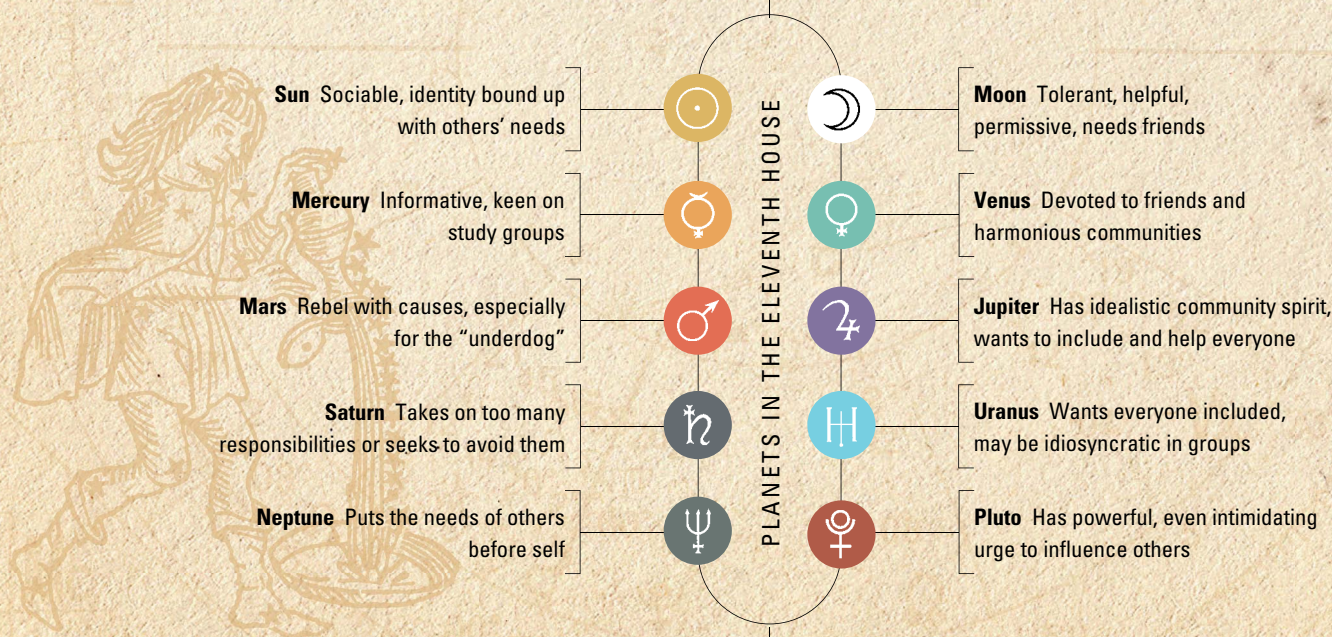 Sun Sociable, identity bound up
with others’ needs
Mercury Informative, keen on
study groups
Mars Rebel with causes, especially
for the “underdog”
Saturn Takes on too many
responsibilities or seeks to avoid them
Neptune Puts the needs of others
before self
PLANETS IN THE ELEVENTH HOUSE
Moon Tolerant, helpful,
permissive, needs friends
Venus Devoted to friends and
harmonious communities
Jupiter Has idealistic community spirit,
wants to include and help everyone
Uranus Wants everyone included,
may be idiosyncratic in groups
Pluto Has powerful, even intimidating
urge to influence others